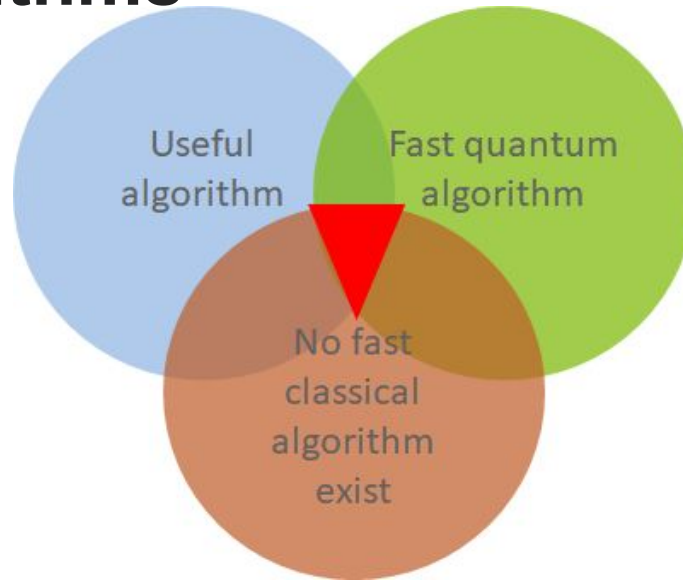 Useful
algorithm
Fast quantum
algorithm
No fast
classical
algorithm
exist